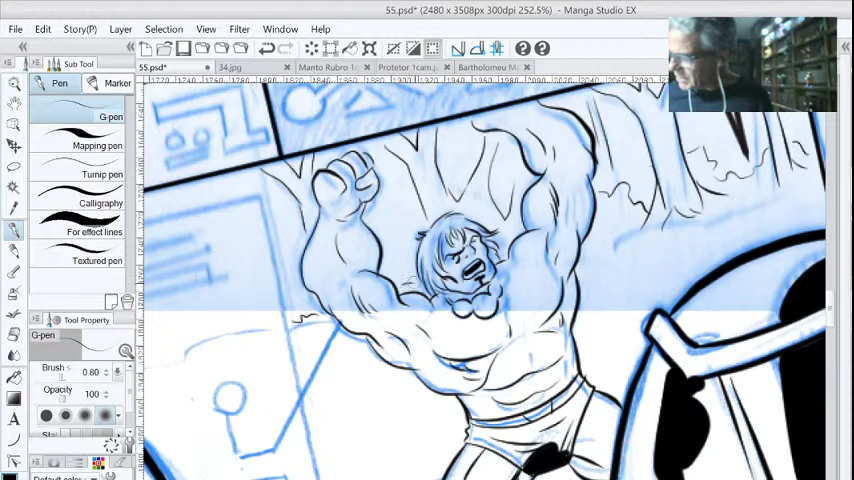 55.psd* (2480 x 3508px 300dpi 252.5%) - Manga Studio EX
File Edit Story(P) Layer Selection View Filter Window Help
Sub Tool
55.psd* 34.jpg Manto Rubro 1c Protetor 1cam.p Bartholomeu M
Pen Marker
G-pen
Mapping pen
Turnip pen
Calligraphy
For effect lines
Textured pen
Tool Property
G-pen
Brush s 0.80
Opacity 100
Default color